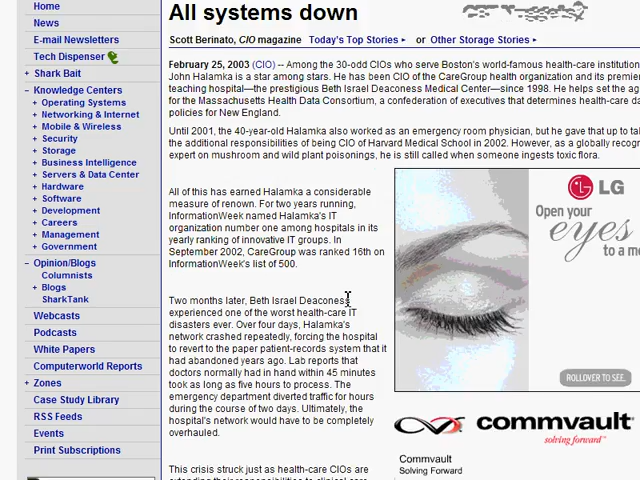 Home
News
E-mail Newsletters
Tech Dispenser
+ Shark Bait
– Knowledge Centers
+ Operating Systems
+ Networking & Internet
+ Mobile & Wireless
+ Security
+ Storage
+ Business Intelligence
+ Servers & Data Center
+ Hardware
+ Software
+ Development
+ Careers
+ Management
+ Government
– Opinion/Blogs
Columnists
+ Blogs
SharkTank
Webcasts
Podcasts
White Papers
Computerworld Reports
+ Zones
Case Study Library
RSS Feeds
Events
Print Subscriptions
All systems down
Scott Berinato, CIO magazine Today's Top Stories ▸ or Other Storage Stories ▸
February 25, 2003 (CIO) -- Among the 30-odd CIOs who serve Boston's world-famous health-care institution
John Halamka is a star among stars. He has been CIO of the CareGroup health organization and its premie
teaching hospital—the prestigious Beth Israel Deaconess Medical Center—since 1998. He helps set the ag
for the Massachusetts Health Data Consortium, a confederation of executives that determines health-care da
policies for New England.
Until 2001, the 40-year-old Halamka also worked as an emergency room physician, but he gave that up to ta
the additional responsibilities of being CIO of Harvard Medical School in 2002. However, as a globally recogn
expert on mushroom and wild plant poisonings, he is still called when someone ingests toxic flora.
All of this has earned Halamka a considerable
measure of renown. For two years running,
InformationWeek named Halamka's IT
organization number one among hospitals in its
yearly ranking of innovative IT groups. In
September 2002, CareGroup was ranked 16th on
InformationWeek's list of 500.
Two months later, Beth Israel Deaconess
experienced one of the worst health-care IT
disasters ever. Over four days, Halamka's
network crashed repeatedly, forcing the hospital
to revert to the paper patient-records system that it
had abandoned years ago. Lab reports that
doctors normally had in hand within 45 minutes
took as long as five hours to process. The
emergency department diverted traffic for hours
during the course of two days. Ultimately, the
hospital's network would have to be completely
overhauled.
This crisis struck just as health-care CIOs are
extending their responsibilities to clinical care
LG
Open your
eyes
to a me
ROLLOVER TO SEE.
commvault
solving forward
Commvault
Solving Forward